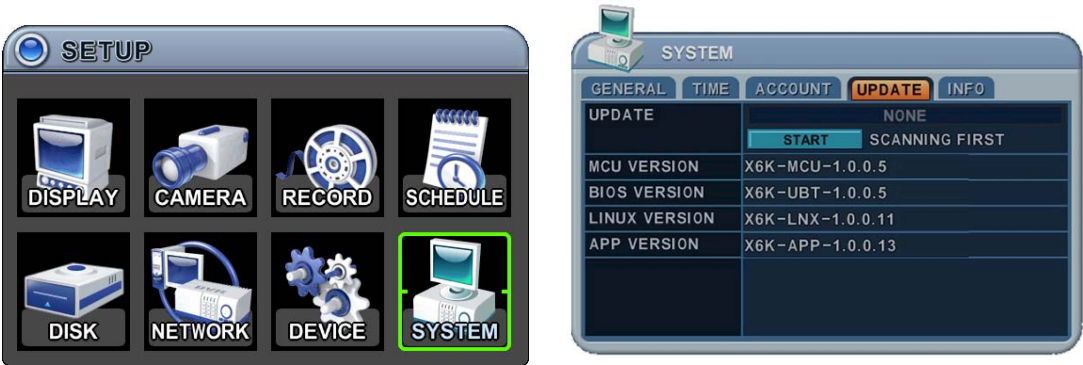 SETUP
DISPLAY CAMERA RECORD SCHEDULE
DISK NETWORK DEVICE SYSTEM
SYSTEM
GENERAL TIME ACCOUNT UPDATE INFO
UPDATE NONE
START SCANNING FIRST
MCU VERSION X6K-MCU-1.0.0.5
BIOS VERSION X6K-UBT-1.0.0.5
LINUX VERSION X6K-LNX-1.0.0.11
APP VERSION X6K-APP-1.0.0.13